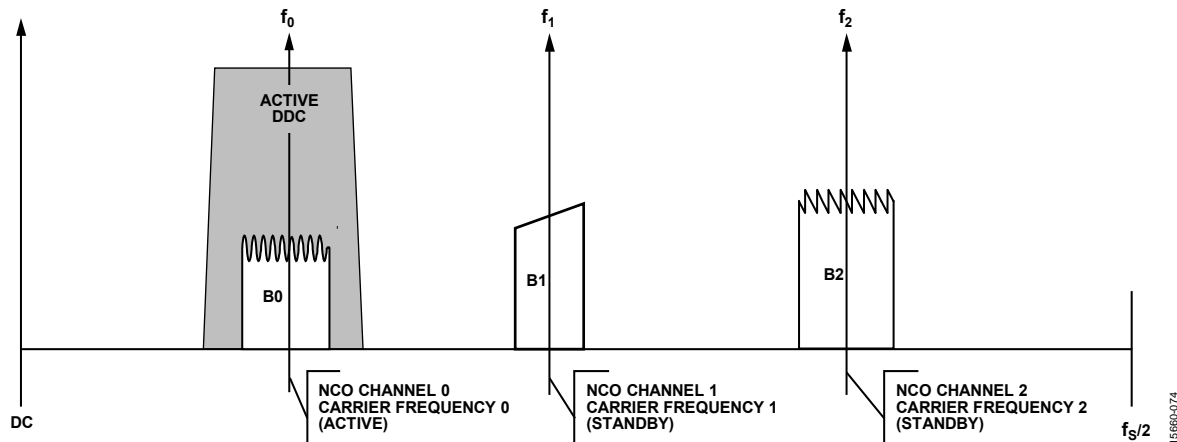 f0
f1
f2
ACTIVE
DDC
B0
B1
B2
NCO CHANNEL 0
CARRIER FREQUENCY 0
(ACTIVE)
NCO CHANNEL 1
CARRIER FREQUENCY 1
(STANDBY)
NCO CHANNEL 2
CARRIER FREQUENCY 2
(STANDBY)
DC
fS/2
15660-074